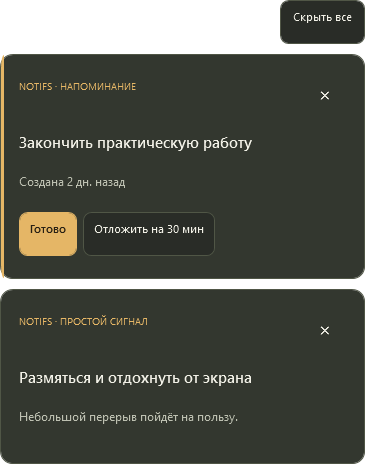 Скрыть все
NOTIFS · НАПОМИНАНИЕ
×
Закончить практическую работу
Создана 2 дн. назад
Готово
Отложить на 30 мин
NOTIFS · ПРОСТОЙ СИГНАЛ
×
Размяться и отдохнуть от экрана
Небольшой перерыв пойдёт на пользу.